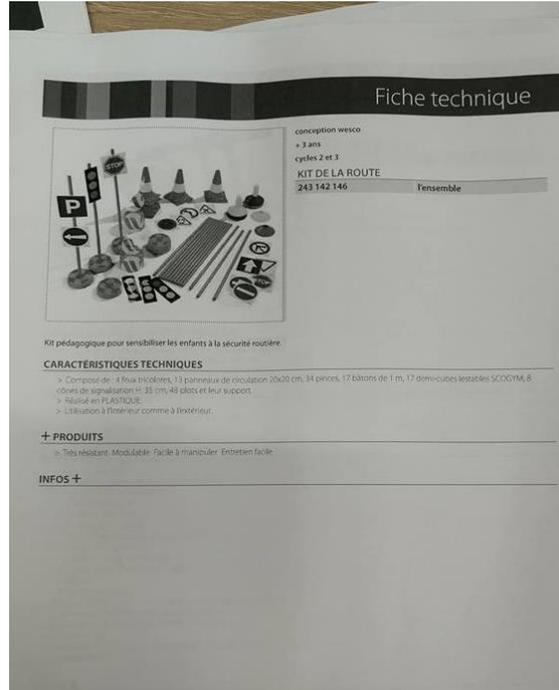 Fiche technique
conception wesco
+ 3 ans
cycles 2 et 3
KIT DE LA ROUTE
243 142 146 l'ensemble
STOP
P
Kit pédagogique pour sensibiliser les enfants à la sécurité routière.
CARACTÉRISTIQUES TECHNIQUES
> Composé de : 4 feux tricolores, 13 panneaux de circulation 20x20 cm, 34 pinces, 17 bâtons de 1 m, 17 demi-cubes lestables SCOGYM, 8
cônes de signalisation H. 35 cm, 48 plots et leur support.
> Réalisé en PLASTIQUE.
> Utilisation à l'intérieur comme à l'extérieur.
+ PRODUITS
> Très résistant. Modulable. Facile à manipuler. Entretien facile.
INFOS +